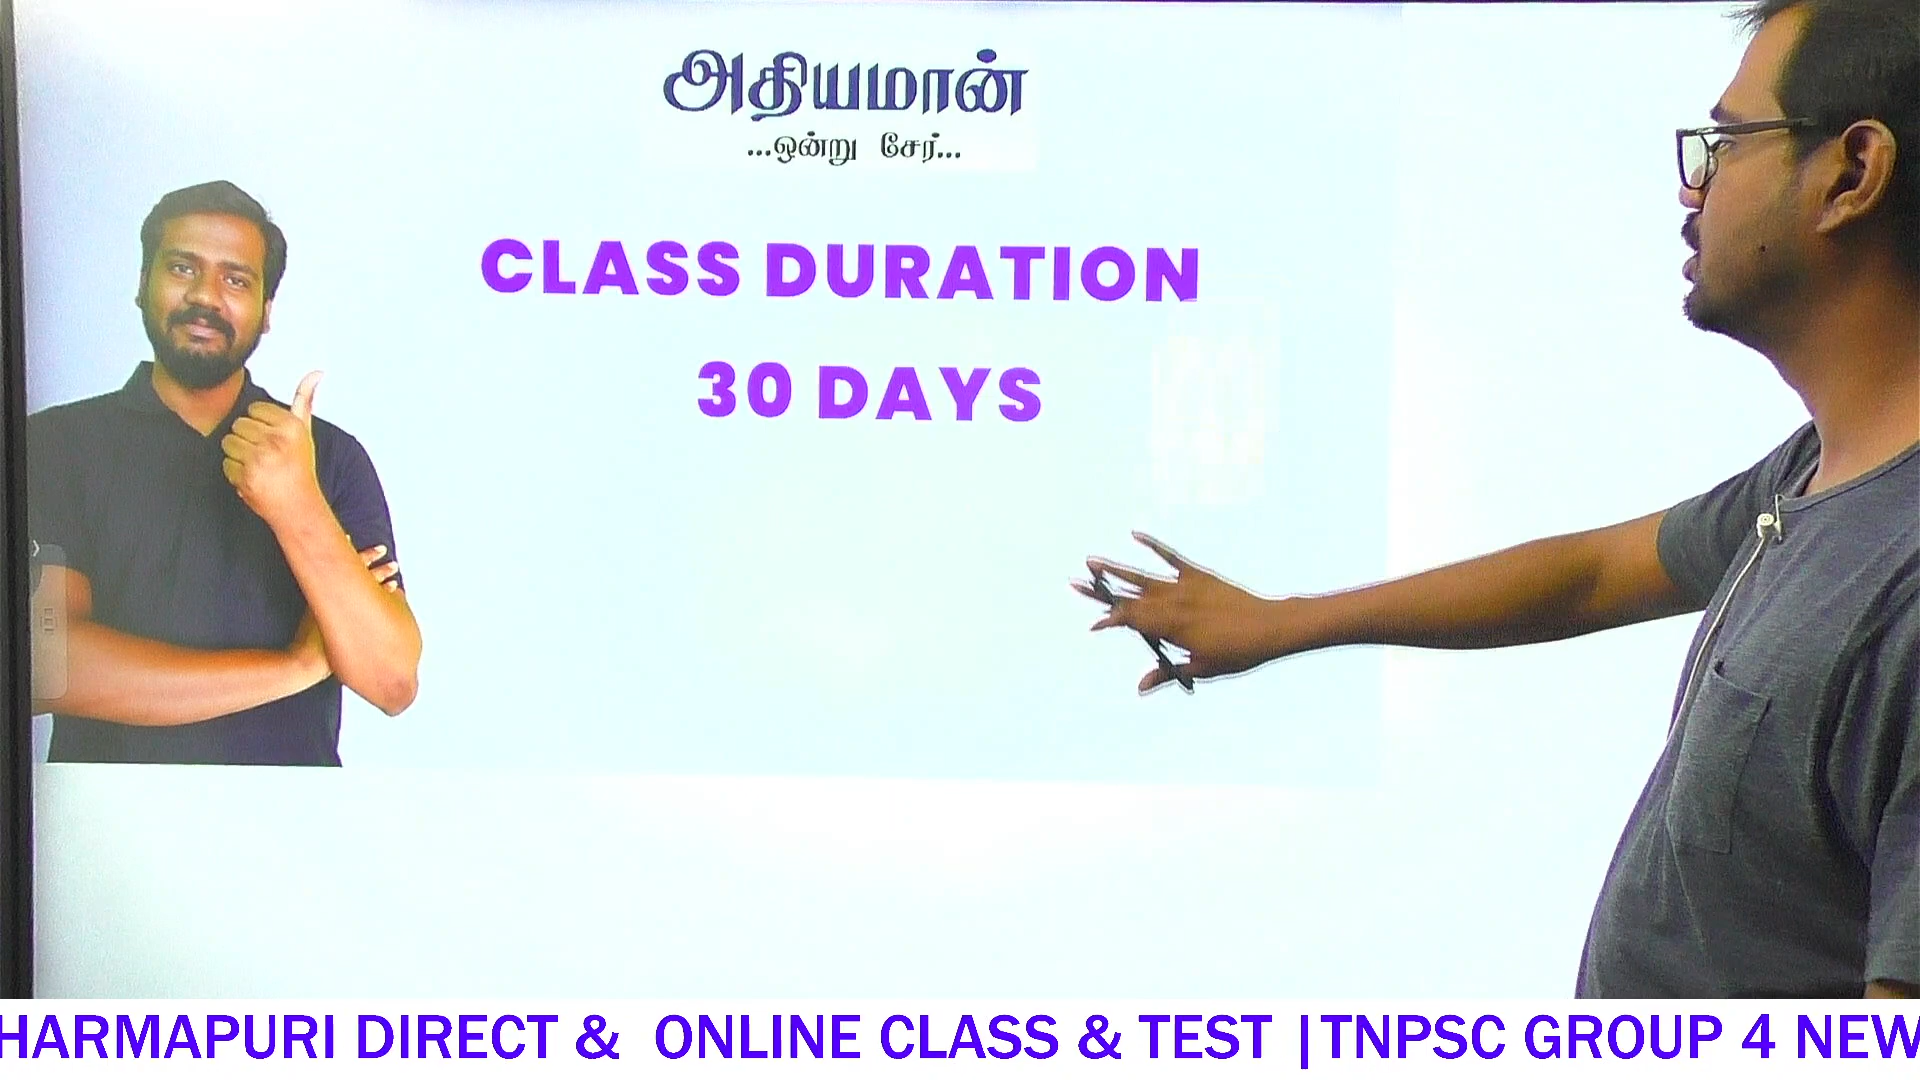 அதியமான்
...ஒன்று சேர்...
CLASS DURATION
30 DAYS
HARMAPURI DIRECT & ONLINE CLASS & TEST |TNPSC GROUP 4 NEW